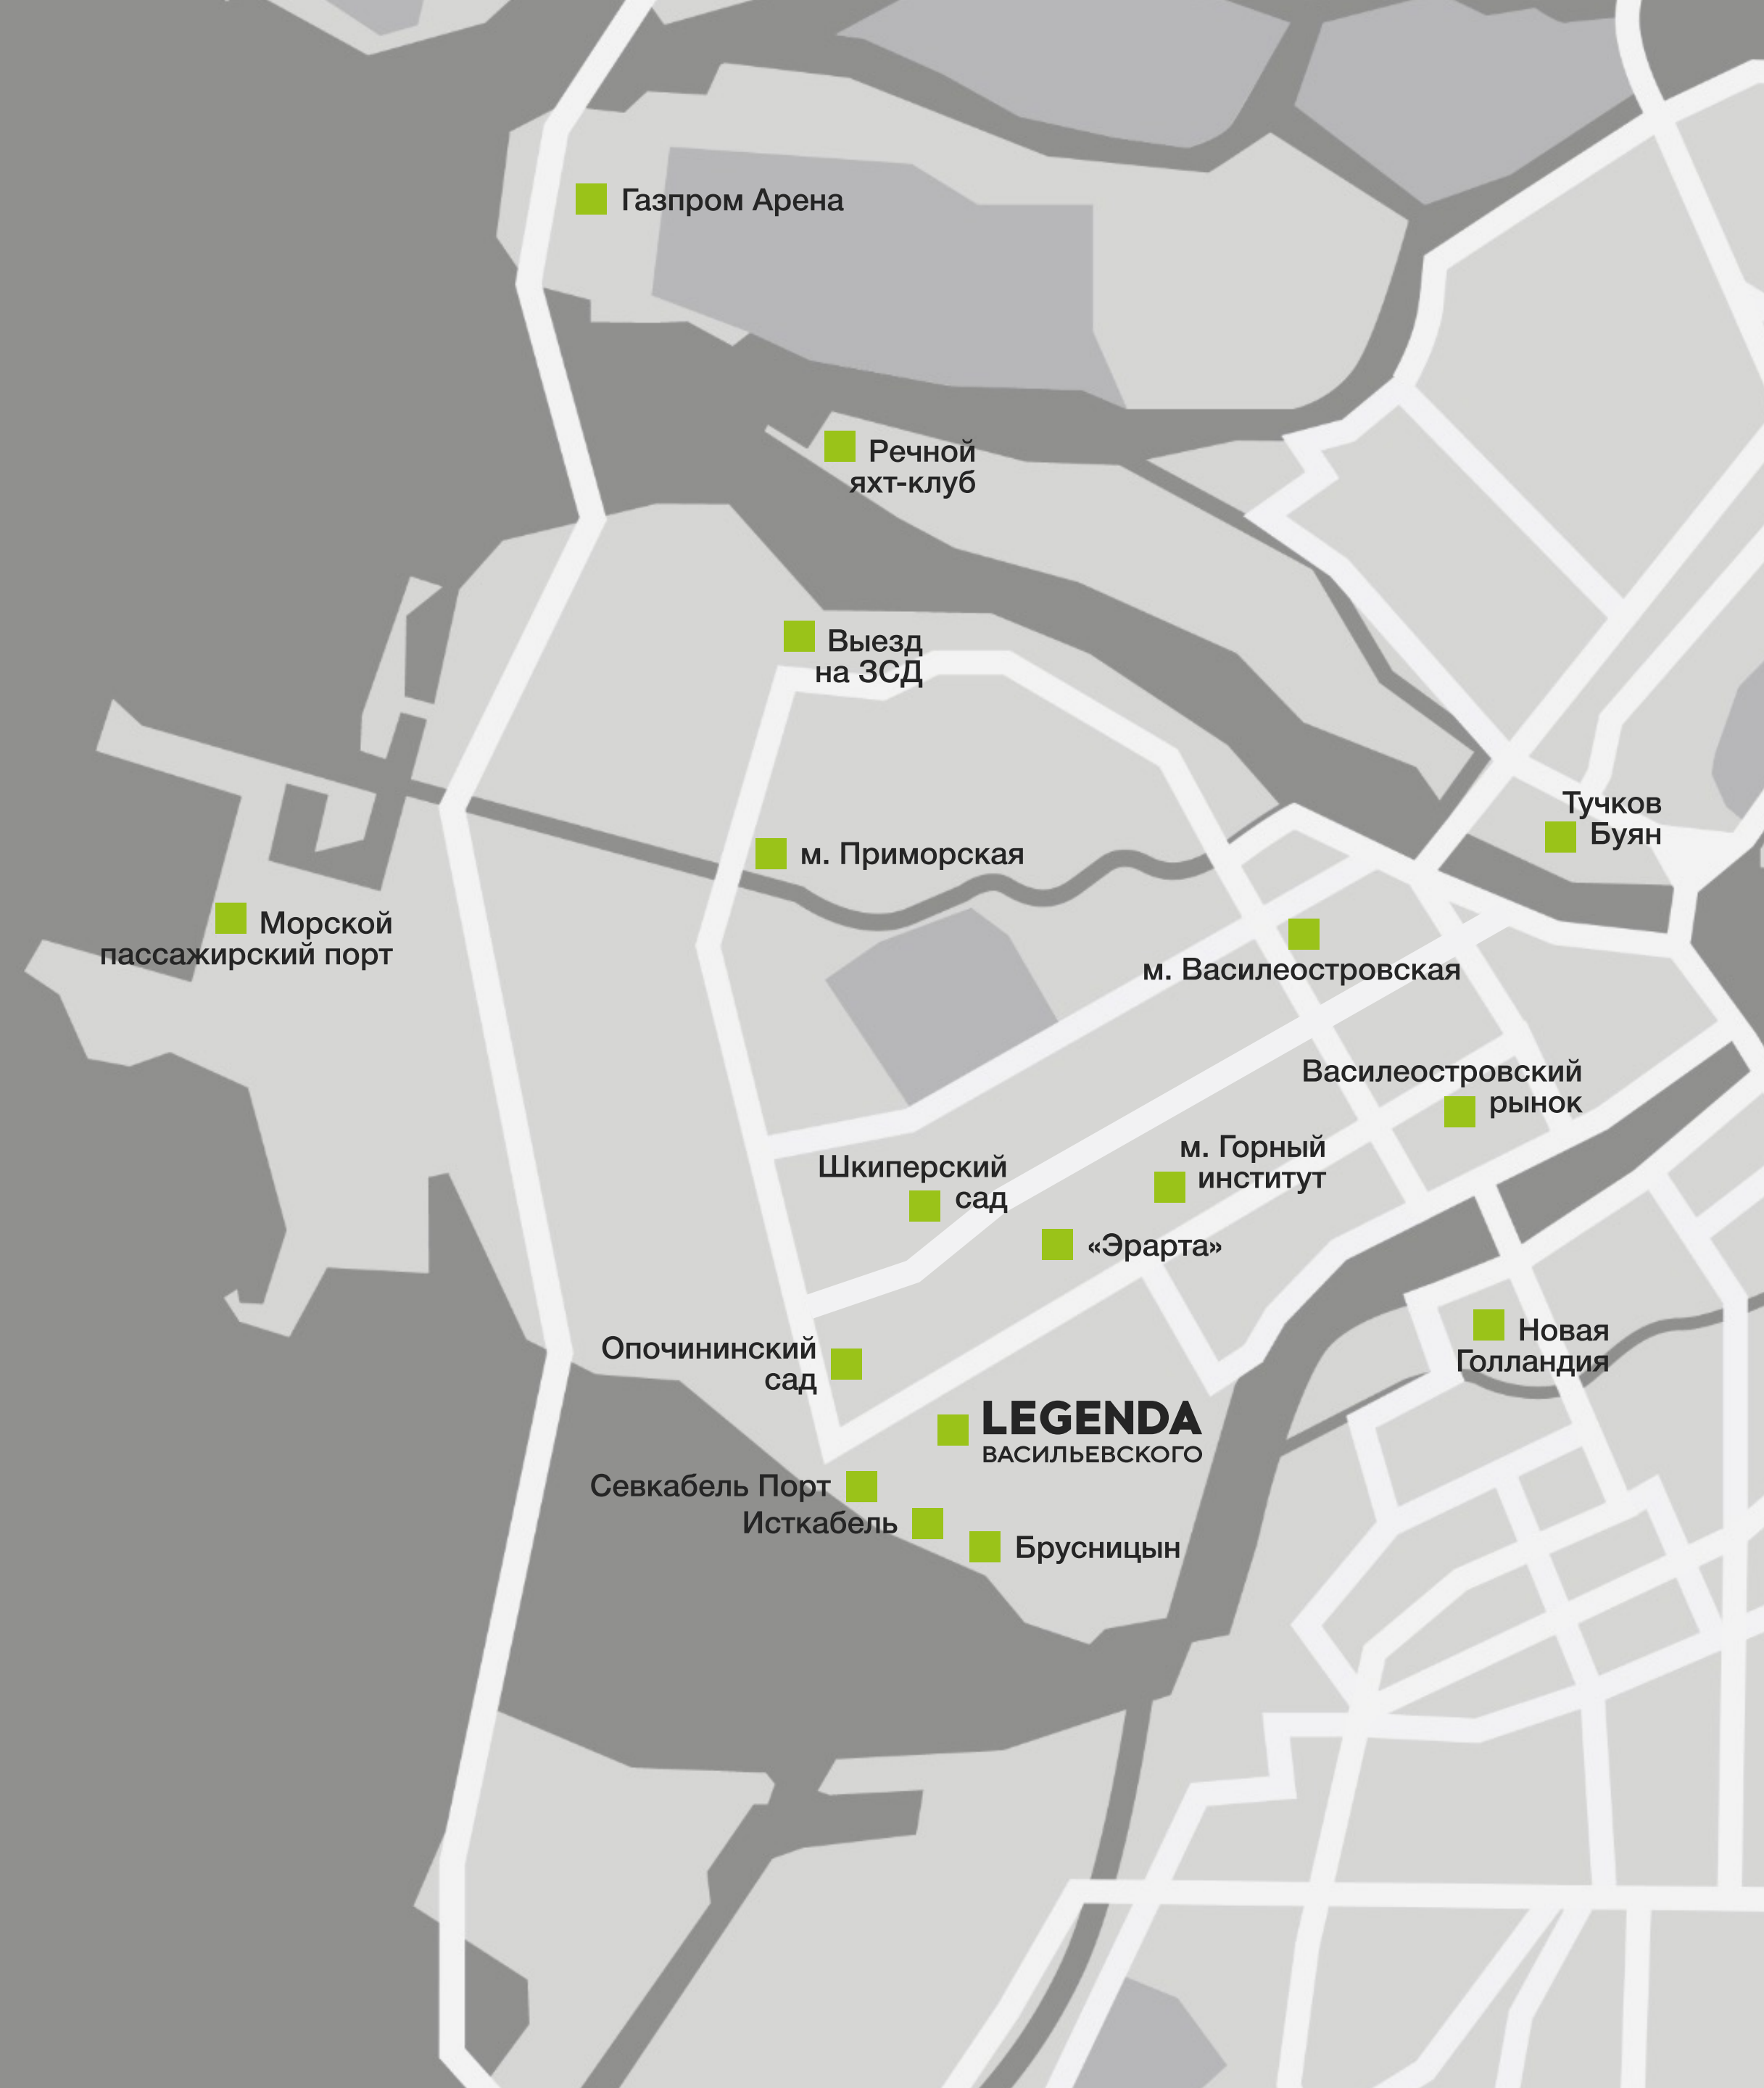 Газпром Арена
Речной
яхт-клуб
Выезд
на ЗСД
Тучков
Буян
м. Приморская
Морской
пассажирский порт
м. Василеостровская
Василеостровский
рынок
м. Горный
институт
Шкиперский
сад
«Эрарта»
Новая
Голландия
Опочининский
сад
LEGENDA
ВАСИЛЬЕВСКОГО
Севкабель Порт
Исткабель
Брусницын